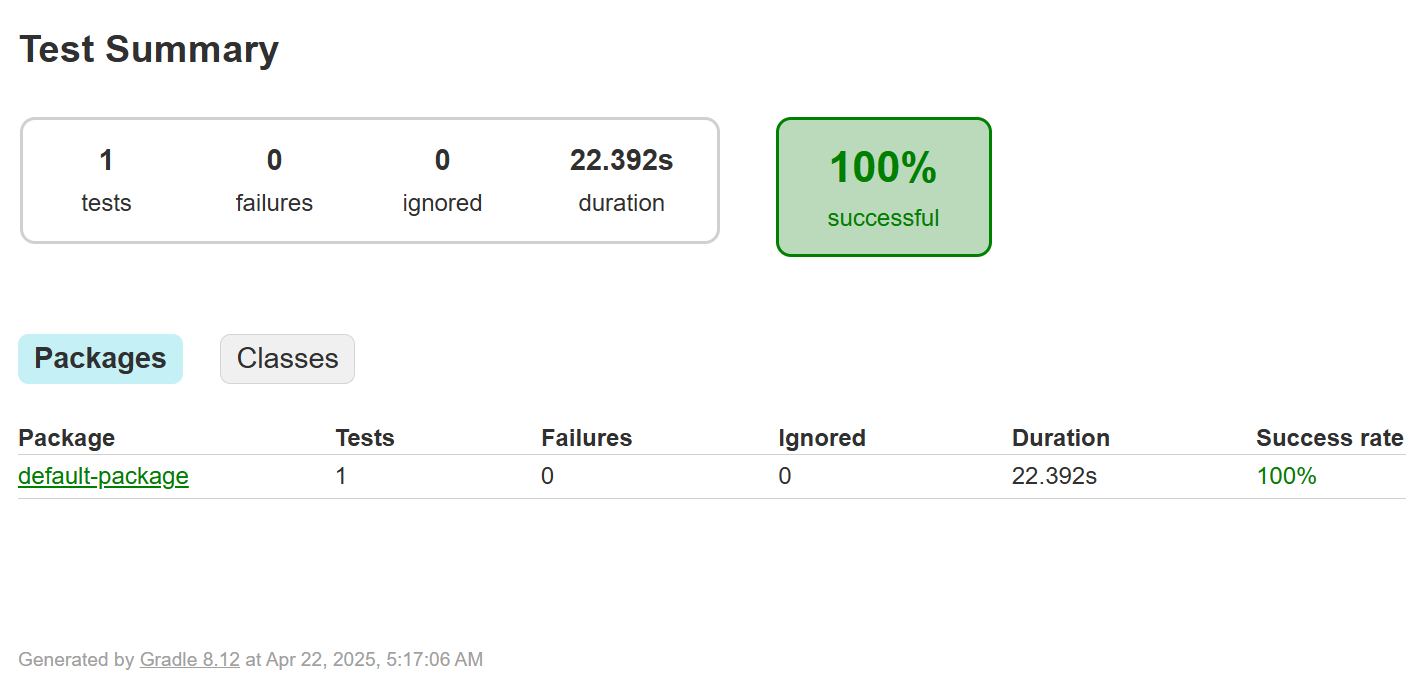 Test Summary
1 0 0 22.392s
tests failures ignored duration
100%
successful
Packages Classes
Package Tests Failures Ignored Duration Success rate
default-package 1 0 0 22.392s 100%
Generated by Gradle 8.12 at Apr 22, 2025, 5:17:06 AM